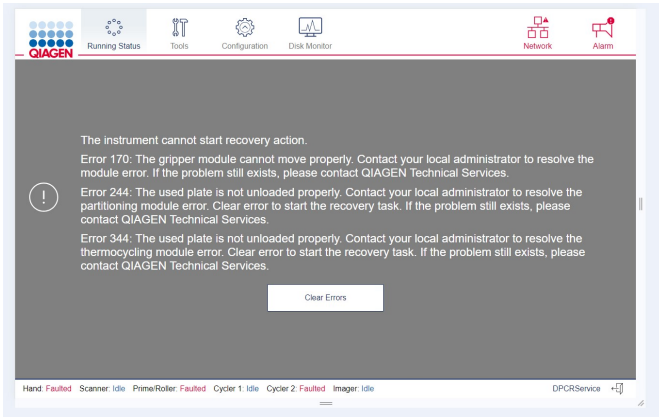 QIAGEN
Running Status
Tools
Configuration
Disk Monitor
Network
Alarm
The instrument cannot start recovery action.
Error 170: The gripper module cannot move properly. Contact your local administrator to resolve the
module error. If the problem still exists, please contact QIAGEN Technical Services.
Error 244: The used plate is not unloaded properly. Contact your local administrator to resolve the
partitioning module error. Clear error to start the recovery task. If the problem still exists, please
contact QIAGEN Technical Services.
Error 344: The used plate is not unloaded properly. Contact your local administrator to resolve the
thermocycling module error. Clear error to start the recovery task. If the problem still exists, please
contact QIAGEN Technical Services.
Clear Errors
Hand: Faulted Scanner: Idle Prime/Roller: Faulted Cycler 1: Idle Cycler 2: Faulted Imager: Idle DPCRService